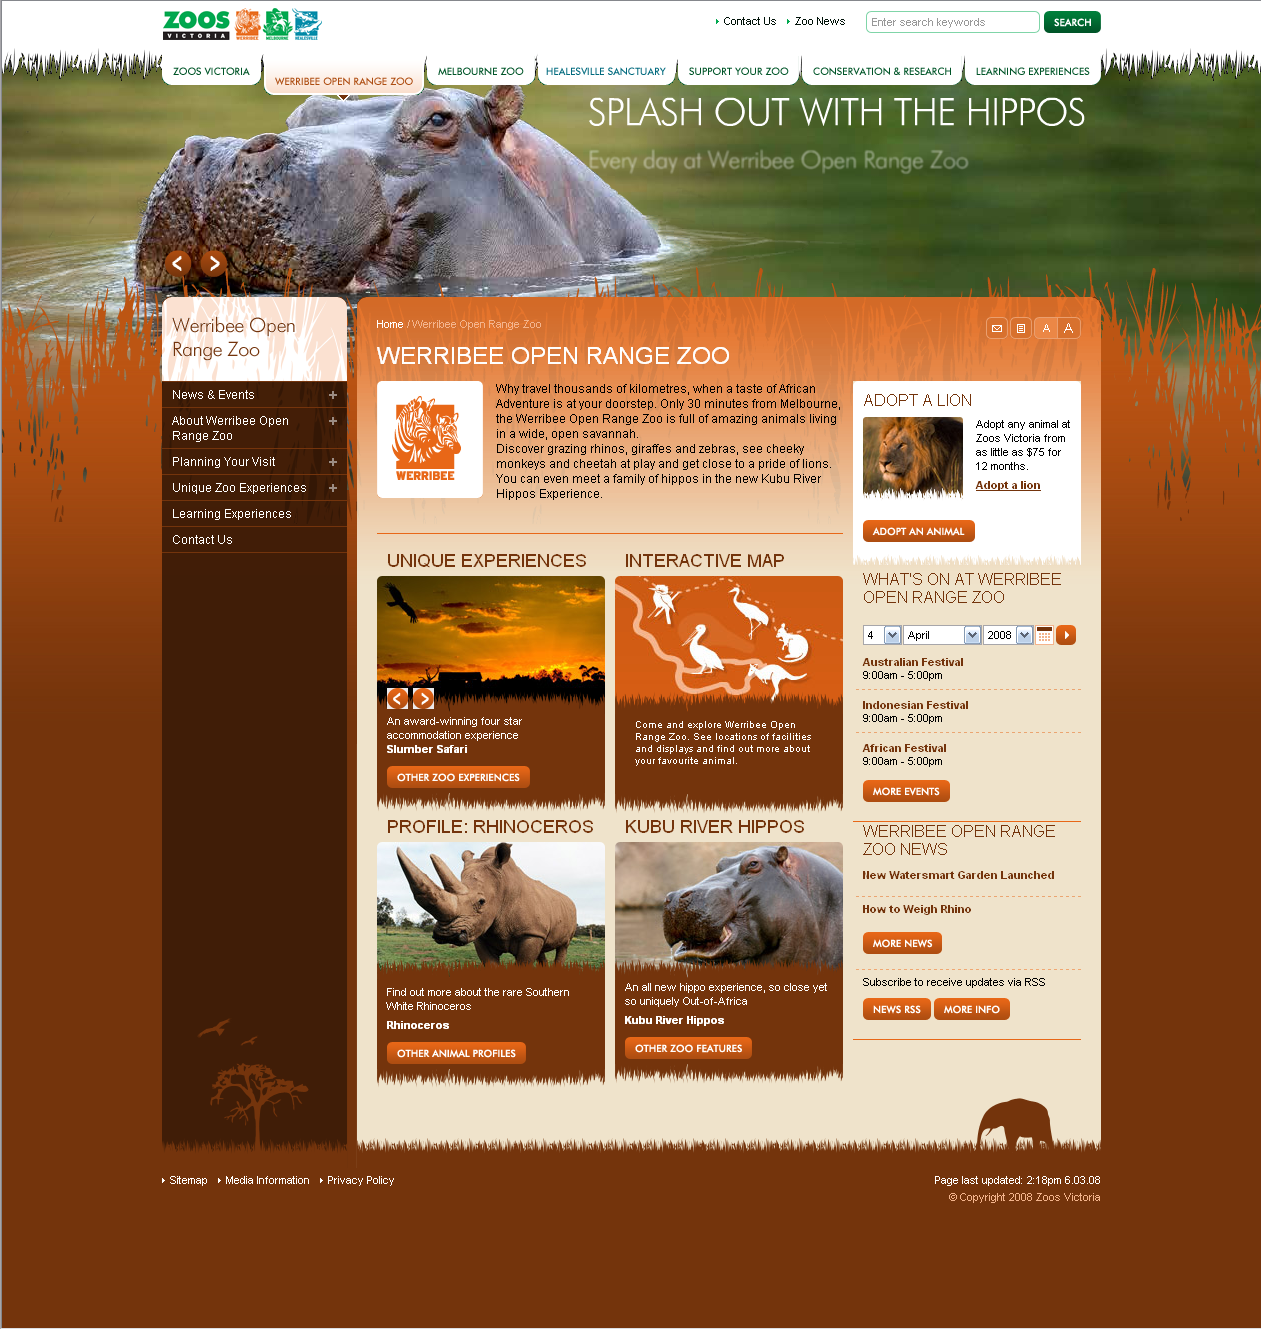 ZOOS
VICTORIA
WERRIBEE
MELBOURNE
HEALESVILLE
Contact Us
Zoo News
Enter search keywords
SEARCH
ZOOS VICTORIA
WERRIBEE OPEN RANGE ZOO
MELBOURNE ZOO
HEALESVILLE SANCTUARY
SUPPORT YOUR ZOO
CONSERVATION & RESEARCH
LEARNING EXPERIENCES
SPLASH OUT WITH THE HIPPOS
Every day at Werribee Open Range Zoo
Werribee Open
Range Zoo
News & Events
About Werribee Open
Range Zoo
Planning Your Visit
Unique Zoo Experiences
Learning Experiences
Contact Us
Home / Werribee Open Range Zoo
A A
WERRIBEE OPEN RANGE ZOO
WERRIBEE
Why travel thousands of kilometres, when a taste of African
Adventure is at your doorstep. Only 30 minutes from Melbourne,
the Werribee Open Range Zoo is full of amazing animals living
in a wide, open savannah.
Discover grazing rhinos, giraffes and zebras, see cheeky
monkeys and cheetah at play and get close to a pride of lions.
You can even meet a family of hippos in the new Kubu River
Hippos Experience.
UNIQUE EXPERIENCES
An award-winning four star
accommodation experience
Slumber Safari
OTHER ZOO EXPERIENCES
INTERACTIVE MAP
Come and explore Werribee Open
Range Zoo. See locations of facilities
and displays and find out more about
your favourite animal.
PROFILE: RHINOCEROS
Find out more about the rare Southern
White Rhinoceros
Rhinoceros
OTHER ANIMAL PROFILES
KUBU RIVER HIPPOS
An all new hippo experience, so close yet
so uniquely Out-of-Africa
Kubu River Hippos
OTHER ZOO FEATURES
ADOPT A LION
Adopt any animal at
Zoos Victoria from
as little as $75 for
12 months.
Adopt a lion
ADOPT AN ANIMAL
WHAT'S ON AT WERRIBEE
OPEN RANGE ZOO
4 April 2008
Australian Festival
9:00am - 5:00pm
Indonesian Festival
9:00am - 5:00pm
African Festival
9:00am - 5:00pm
MORE EVENTS
WERRIBEE OPEN RANGE
ZOO NEWS
New Watersmart Garden Launched
How to Weigh Rhino
MORE NEWS
Subscribe to receive updates via RSS
NEWS RSS
MORE INFO
Sitemap
Media Information
Privacy Policy
Page last updated: 2:18pm 6.03.08
© Copyright 2008 Zoos Victoria